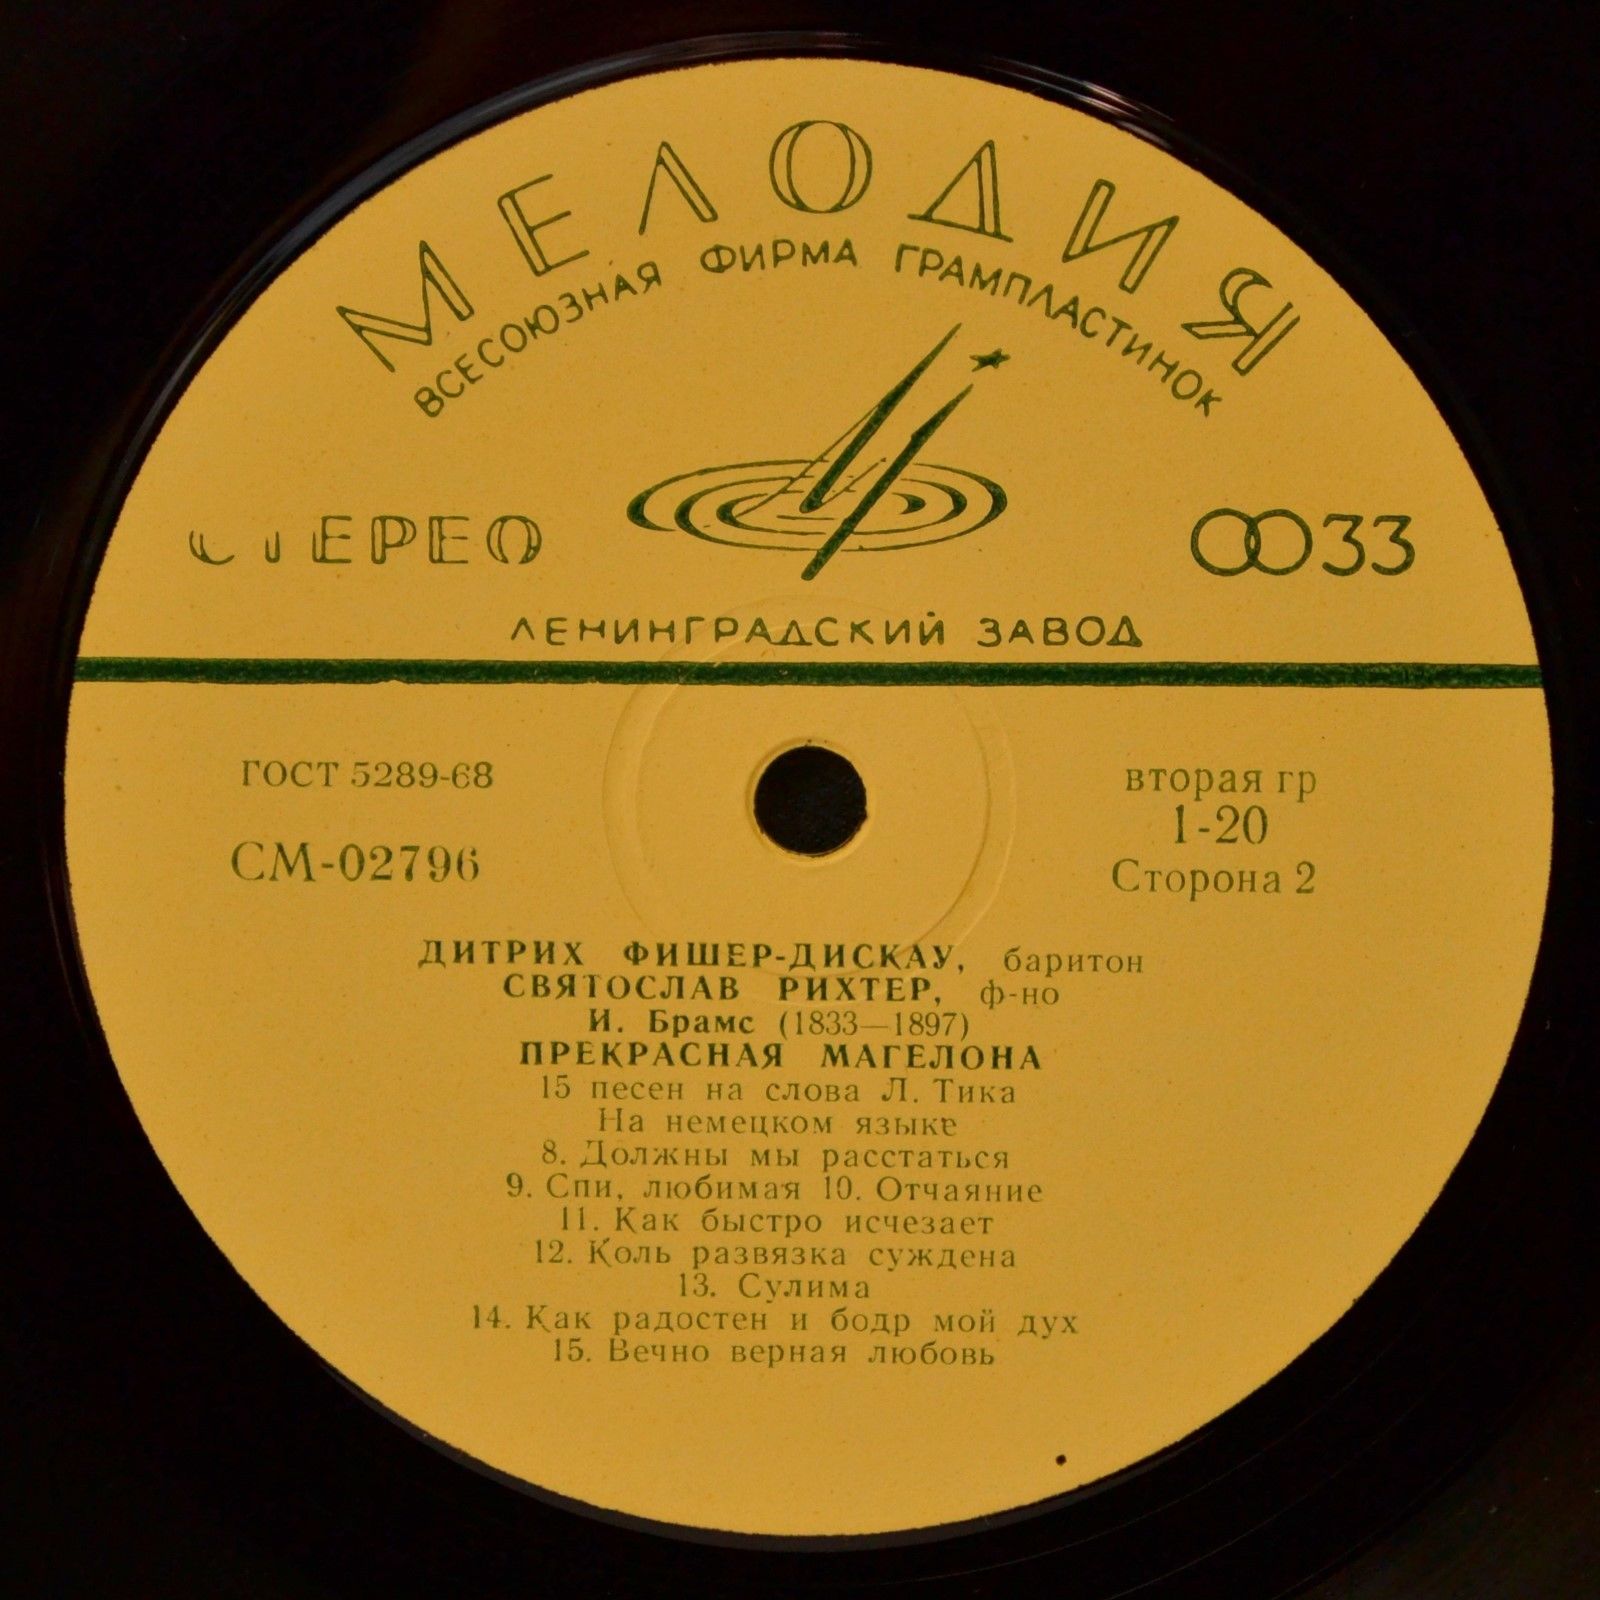 МЕЛОДИЯ
ВСЕСОЮЗНАЯ ФИРМА ГРАМПЛАСТИНОК
СТЕРЕО
33
ЛЕНИНГРАДСКИЙ ЗАВОД
ГОСТ 5289-68
СМ-02796
вторая гр
1-20
Сторона 2
ДИТРИХ ФИШЕР-ДИСКАУ, баритон
СВЯТОСЛАВ РИХТЕР, ф-но
И. Брамс (1833—1897)
ПРЕКРАСНАЯ МАГЕЛОНА
15 песен на слова Л. Тика
На немецком языке
8. Должны мы расстаться
9. Спи, любимая 10. Отчаяние
11. Как быстро исчезает
12. Коль развязка суждена
13. Сулима
14. Как радостен и бодр мой дух
15. Вечно верная любовь